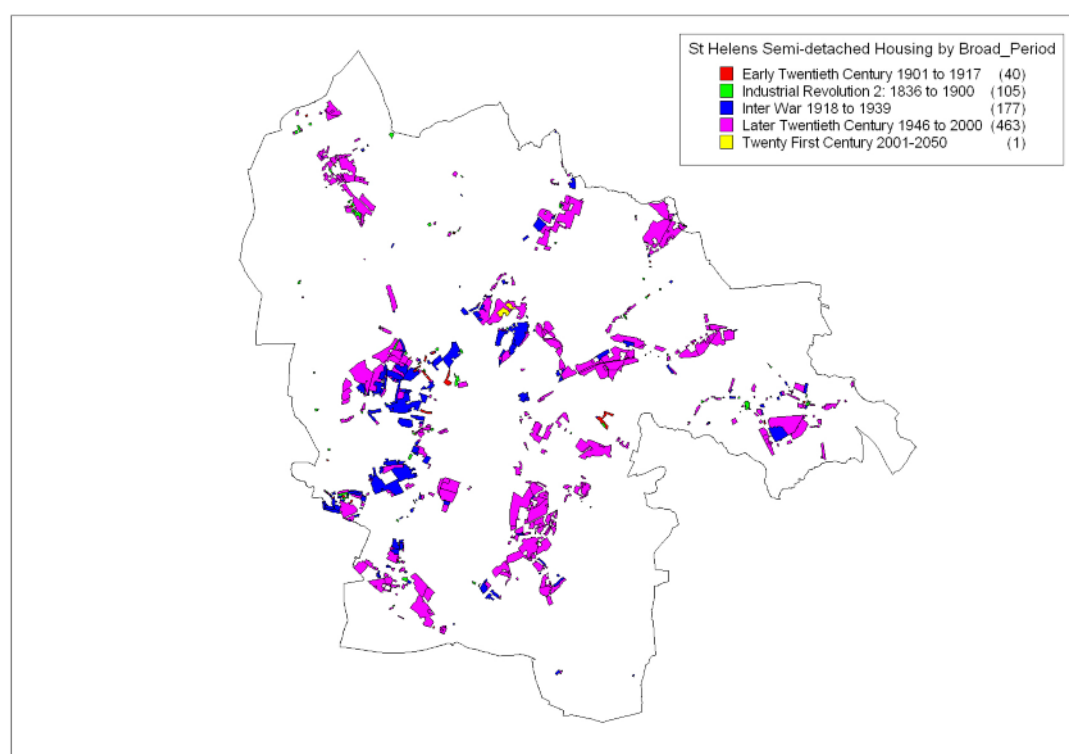 St Helens Semi-detached Housing by Broad_Period
Early Twentieth Century 1901 to 1917 (40)
Industrial Revolution 2: 1836 to 1900 (105)
Inter War 1918 to 1939 (177)
Later Twentieth Century 1946 to 2000 (463)
Twenty First Century 2001-2050 (1)